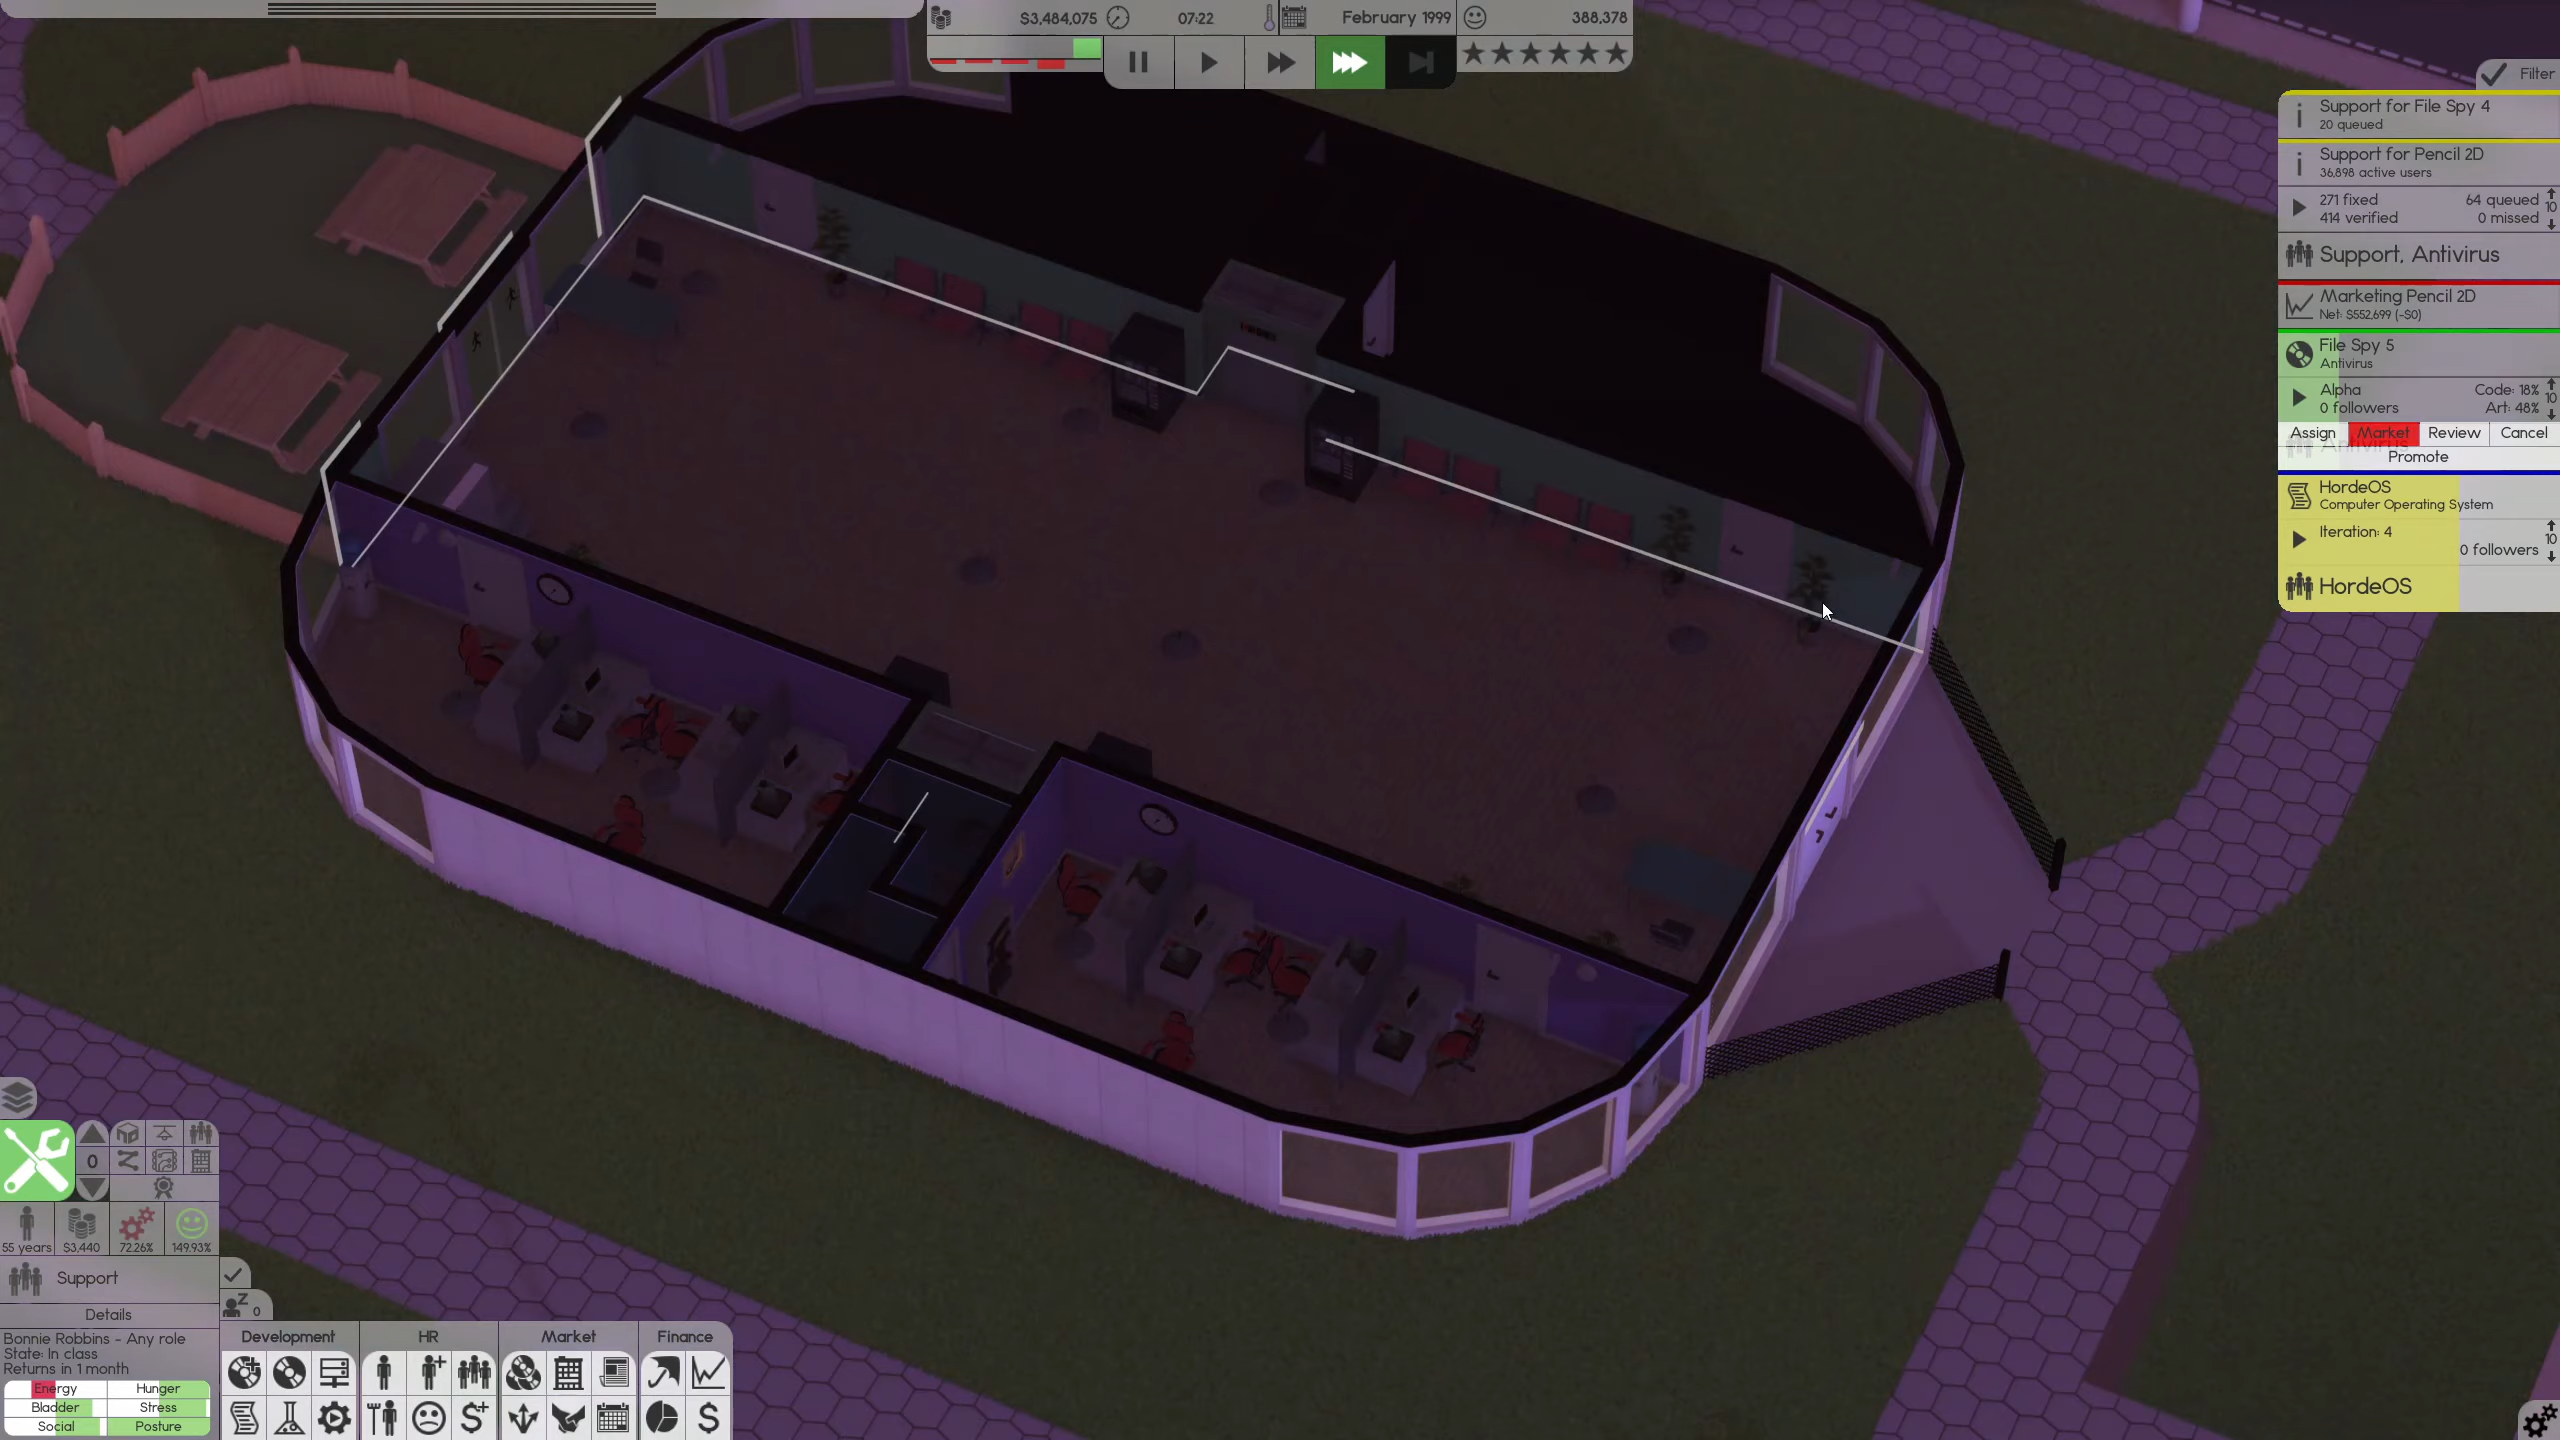 $3,484,075
07:22
February 1999
388,378
Filter
Support for File Spy 4
20 queued
Support for Pencil 2D
36,898 active users
271 fixed 64 queued
414 verified 0 missed
10
Support, Antivirus
Marketing Pencil 2D
Net: $552,699 (-$0)
File Spy 5
Antivirus
Alpha Code: 18%
0 followers Art: 48%
10
Assign Market Review Cancel
Antivirus
Promote
HordeOS
Computer Operating System
Iteration: 4
10
0 followers
HordeOS
0
55 years $3,440 72.26% 149.93%
Support
Details
Z 0
Bonnie Robbins - Any role
State: In class
Returns in 1 month
Energy Hunger
Bladder Stress
Social Posture
Development HR Market Finance